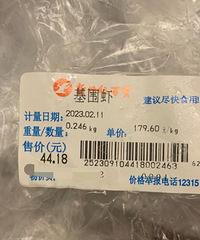 基围虾
建议尽快食用
计量日期: 2023.02.11
重量/数量: 0.246 kg 单价: 179.60 元/kg
售价(元) 44.18
252309104418002463
价格举报电话12315